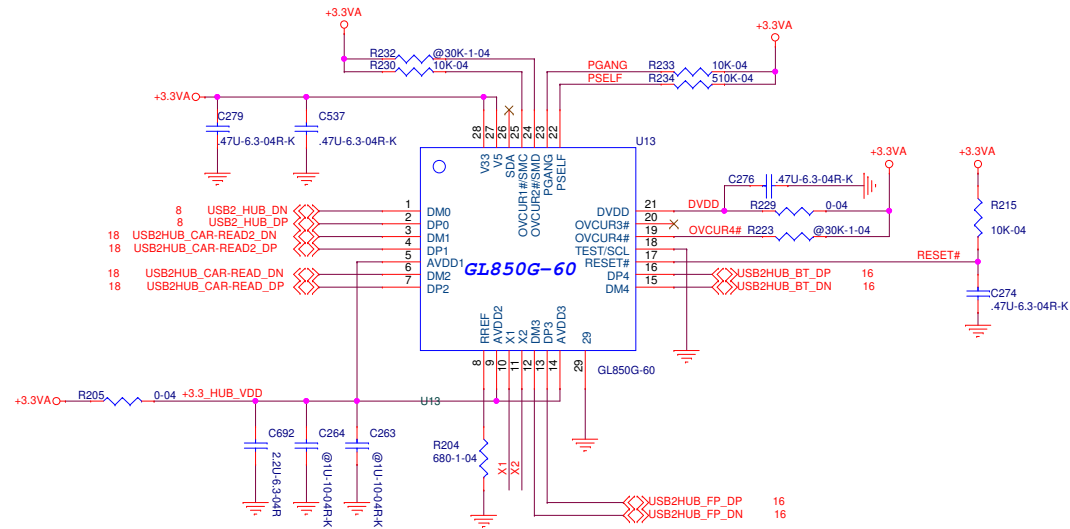 +3.3VA
+3.3VA
R232 @30K-1-04
R230 10K-04
PGANG R233 10K-04
PSELF R234 510K-04
+3.3VA
C279
.47U-6.3-04R-K
C537
.47U-6.3-04R-K
28 27 26 25 24 23 22
U13
V33 V5 SDA OVCUR1#/SMC OVCUR2#/SMD PGANG PSELF
+3.3VA
+3.3VA
C276 .47U-6.3-04R-K
8 USB2_HUB_DN 1 DM0
8 USB2_HUB_DP 2 DP0
18 USB2HUB_CAR-READ2_DN 3 DM1
18 USB2HUB_CAR-READ2_DP 4 DP1
5 AVDD1
18 USB2HUB_CAR-READ_DN 6 DM2
18 USB2HUB_CAR-READ_DP 7 DP2
GL850G-60
DVDD 21 DVDD R229 0-04
OVCUR3# 20
OVCUR4# 19 OVCUR4# R223 @30K-1-04
TEST/SCL 18
RESET# 17 RESET#
DP4 16 USB2HUB_BT_DP 16
DM4 15 USB2HUB_BT_DN 16
R215
10K-04
C274
.47U-6.3-04R-K
RREF AVDD2 X1 X2 DM3 DP3 AVDD3 29
8 9 10 11 12 13 14 29
GL850G-60
+3.3VA R205 0-04 +3.3_HUB_VDD
U13
C692
2.2U-6.3-04R
C264
@1U-10-04R-K
C263
@1U-10-04R-K
R204
680-1-04
X1
X2
USB2HUB_FP_DP 16
USB2HUB_FP_DN 16